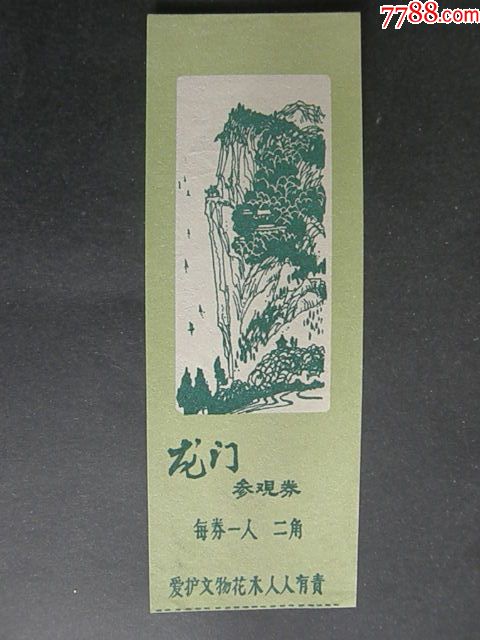 7788.com
龙门
参观券
每券一人 二角
爱护文物花木人人有责